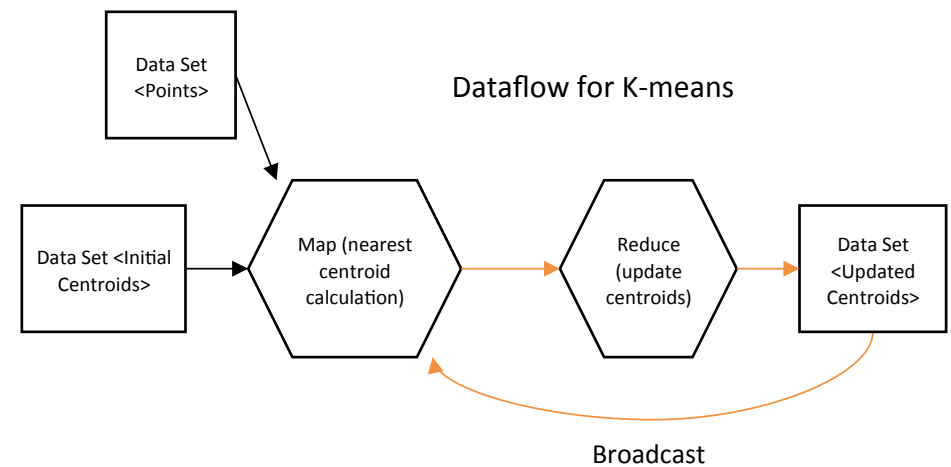 Data Set
<Points>
Dataflow for K-means
Data Set <Initial
Centroids>
Map (nearest
centroid
calculation)
Reduce
(update
centroids)
Data Set
<Updated
Centroids>
Broadcast